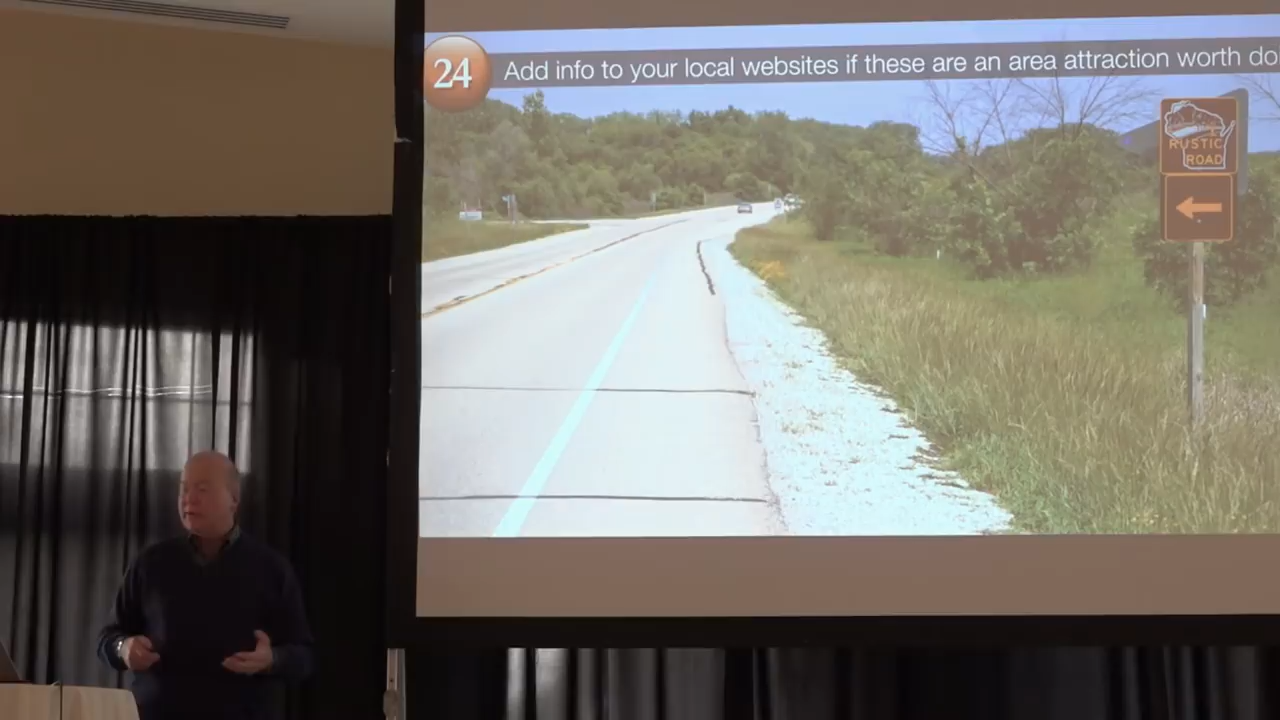 24
Add info to your local websites if these are an area attraction worth do
RUSTIC
ROAD